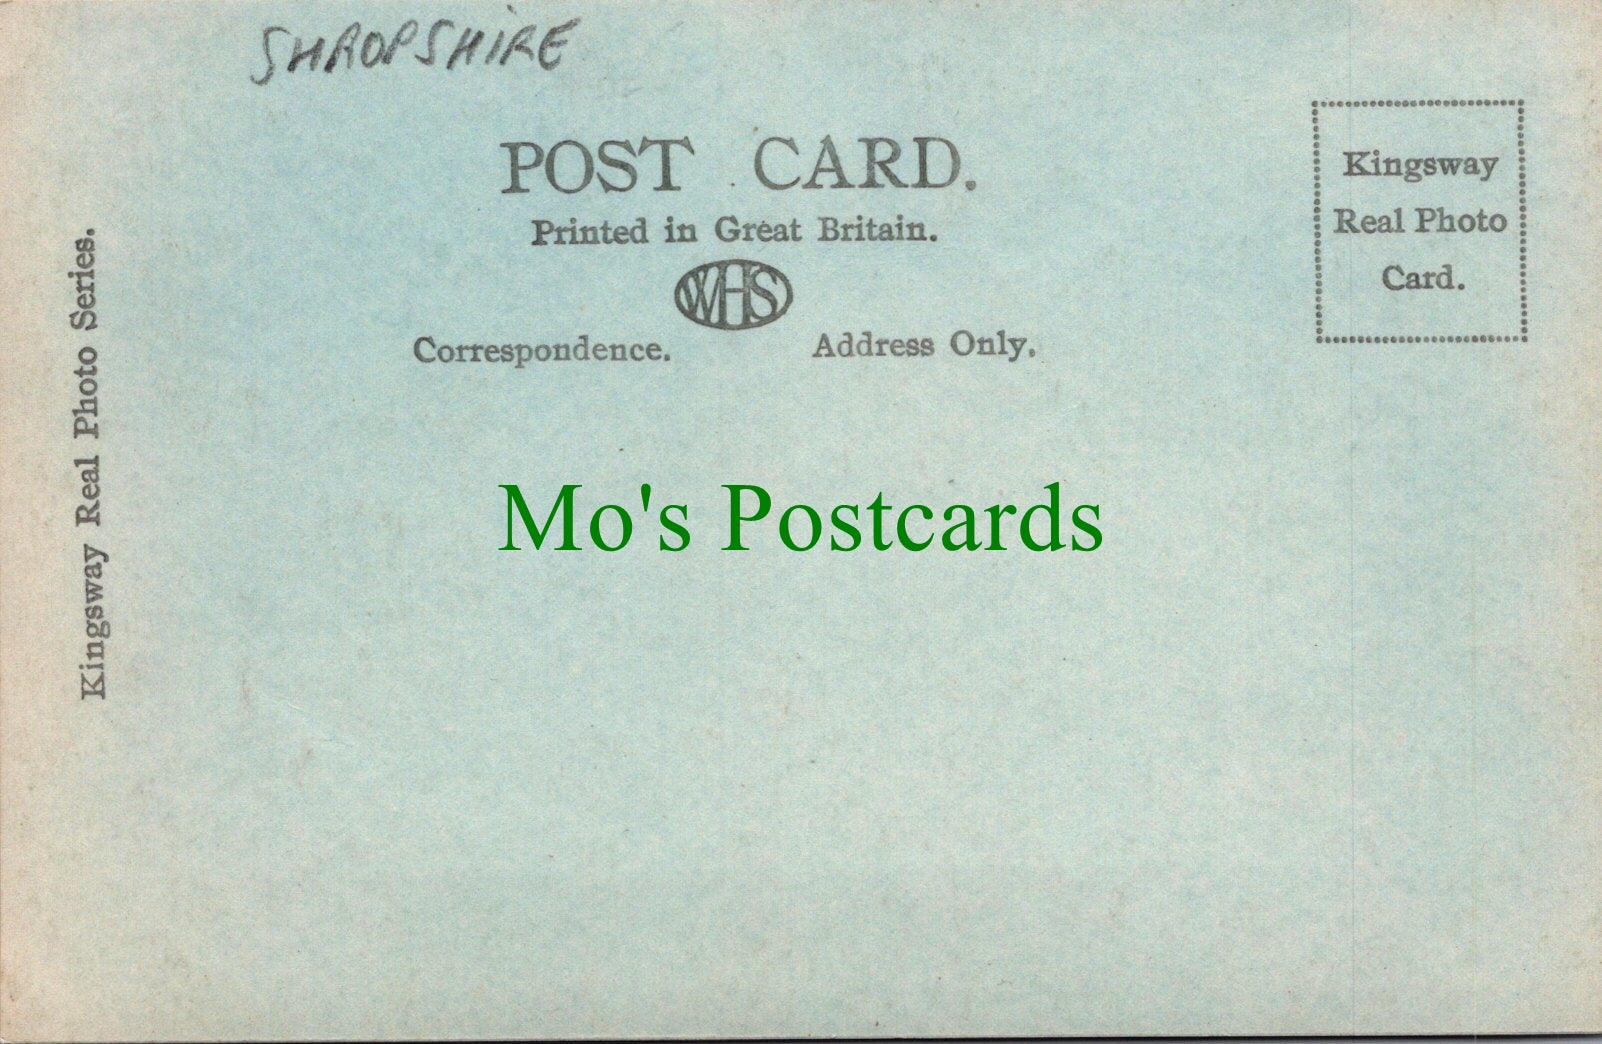 SHROPSHIRE
POST CARD.
Printed in Great Britain.
WHS
Correspondence.
Address Only.
Kingsway
Real Photo
Card.
Kingsway Real Photo Series.
Mo's Postcards